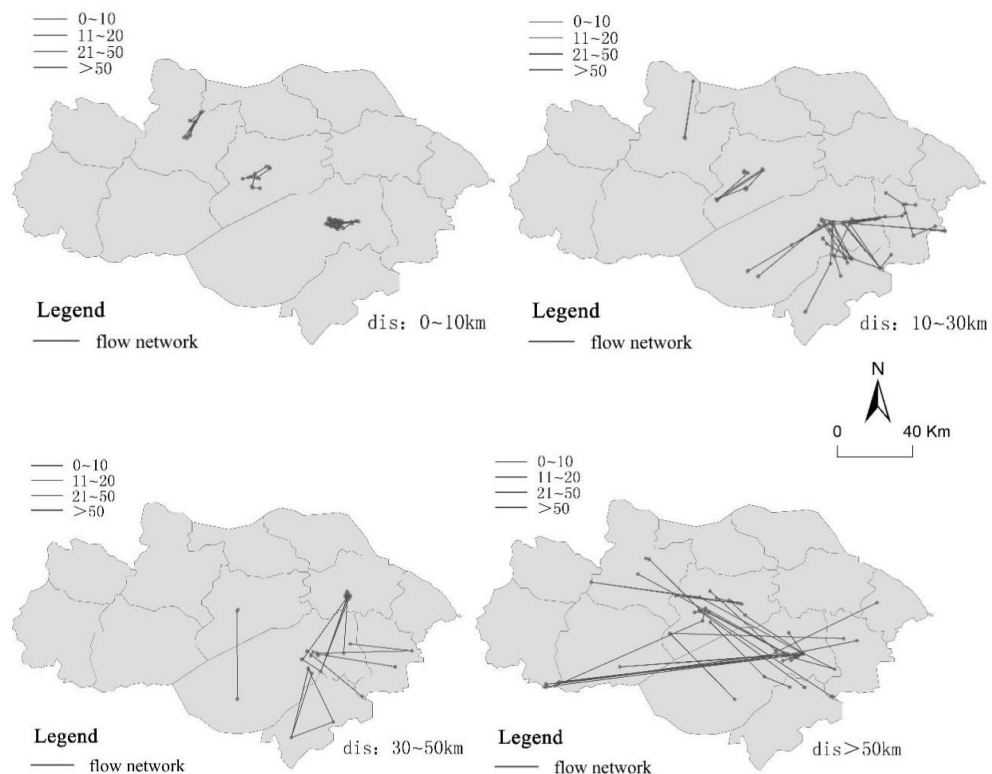 0~10
11~20
21~50
>50
Legend
flow network
dis: 0~10km
0~10
11~20
21~50
>50
Legend
flow network
dis: 10~30km
N
0 40 Km
0~10
11~20
21~50
>50
Legend
flow network
dis: 30~50km
0~10
11~20
21~50
>50
Legend
flow network
dis>50km